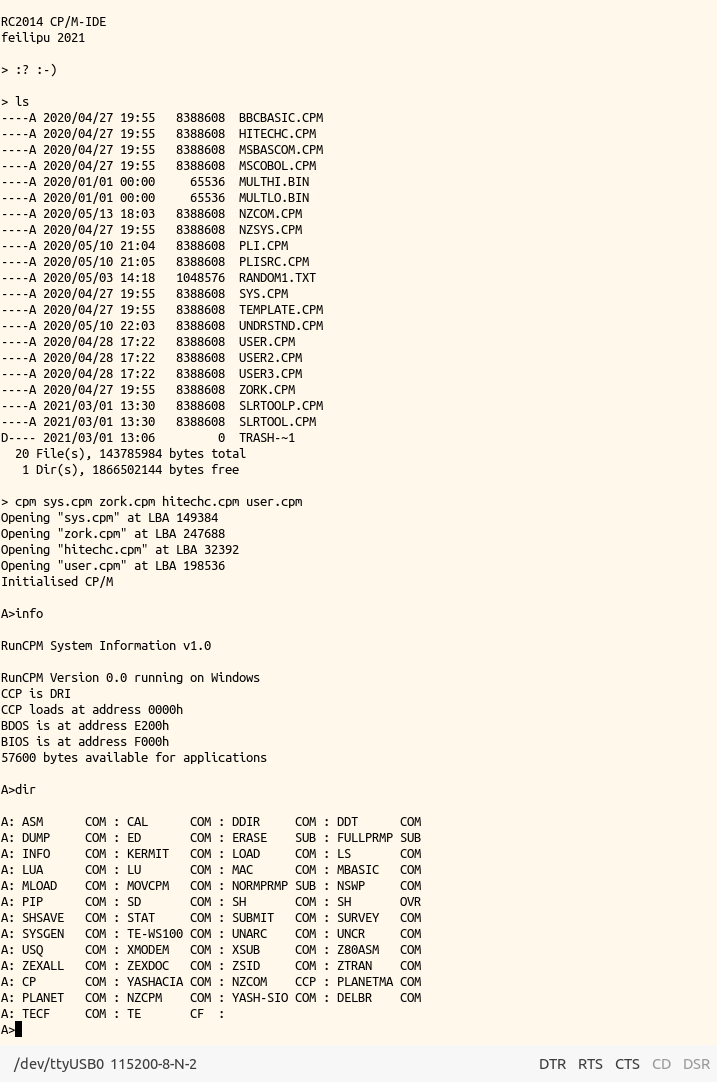 RC2014 CP/M-IDE
feilipu 2021
> :? :-)
> ls
----A 2020/04/27 19:55   8388608  BBCBASIC.CPM
----A 2020/04/27 19:55   8388608  HITECHC.CPM
----A 2020/04/27 19:55   8388608  MSBASCOM.CPM
----A 2020/04/27 19:55   8388608  MSCOBOL.CPM
----A 2020/01/01 00:00     65536  MULTHI.BIN
----A 2020/01/01 00:00     65536  MULTLO.BIN
----A 2020/05/13 18:03   8388608  NZCOM.CPM
----A 2020/04/27 19:55   8388608  NZSYS.CPM
----A 2020/05/10 21:04   8388608  PLI.CPM
----A 2020/05/10 21:05   8388608  PLISRC.CPM
----A 2020/05/03 14:18   1048576  RANDOM1.TXT
----A 2020/04/27 19:55   8388608  SYS.CPM
----A 2020/04/27 19:55   8388608  TEMPLATE.CPM
----A 2020/05/10 22:03   8388608  UNDRSTND.CPM
----A 2020/04/28 17:22   8388608  USER.CPM
----A 2020/04/28 17:22   8388608  USER2.CPM
----A 2020/04/28 17:22   8388608  USER3.CPM
----A 2020/04/27 19:55   8388608  ZORK.CPM
----A 2021/03/01 13:30   8388608  SLRTOOLP.CPM
----A 2021/03/01 13:30   8388608  SLRTOOL.CPM
D---- 2021/03/01 13:06         0  TRASH-~1
  20 File(s), 143785984 bytes total
   1 Dir(s), 1866502144 bytes free
> cpm sys.cpm zork.cpm hitechc.cpm user.cpm
Opening "sys.cpm" at LBA 149384
Opening "zork.cpm" at LBA 247688
Opening "hitechc.cpm" at LBA 32392
Opening "user.cpm" at LBA 198536
Initialised CP/M
A>info
RunCPM System Information v1.0
RunCPM Version 0.0 running on Windows
CCP is DRI
CCP loads at address 0000h
BDOS is at address E200h
BIOS is at address F000h
57600 bytes available for applications
A>dir
A: ASM      COM : CAL      COM : DDIR     COM : DDT      COM
A: DUMP     COM : ED       COM : ERASE    SUB : FULLPRMP SUB
A: INFO     COM : KERMIT   COM : LOAD     COM : LS       COM
A: LUA      COM : LU       COM : MAC      COM : MBASIC   COM
A: MLOAD    COM : MOVCPM   COM : NORMPRMP SUB : NSWP     COM
A: PIP      COM : SD       COM : SH       COM : SH       OVR
A: SHSAVE   COM : STAT     COM : SUBMIT   COM : SURVEY   COM
A: SYSGEN   COM : TE-WS100 COM : UNARC    COM : UNCR     COM
A: USQ      COM : XMODEM   COM : XSUB     COM : Z80ASM   COM
A: ZEXALL   COM : ZEXDOC   COM : ZSID     COM : ZTRAN    COM
A: CP       COM : YASHACIA COM : NZCOM    CCP : PLANETMA COM
A: PLANET   COM : NZCPM    COM : YASH-SIO COM : DELBR    COM
A: TECF     COM : TE       CF  :
A>
/dev/ttyUSB0  115200-8-N-2 DTR RTS CTS CD DSR